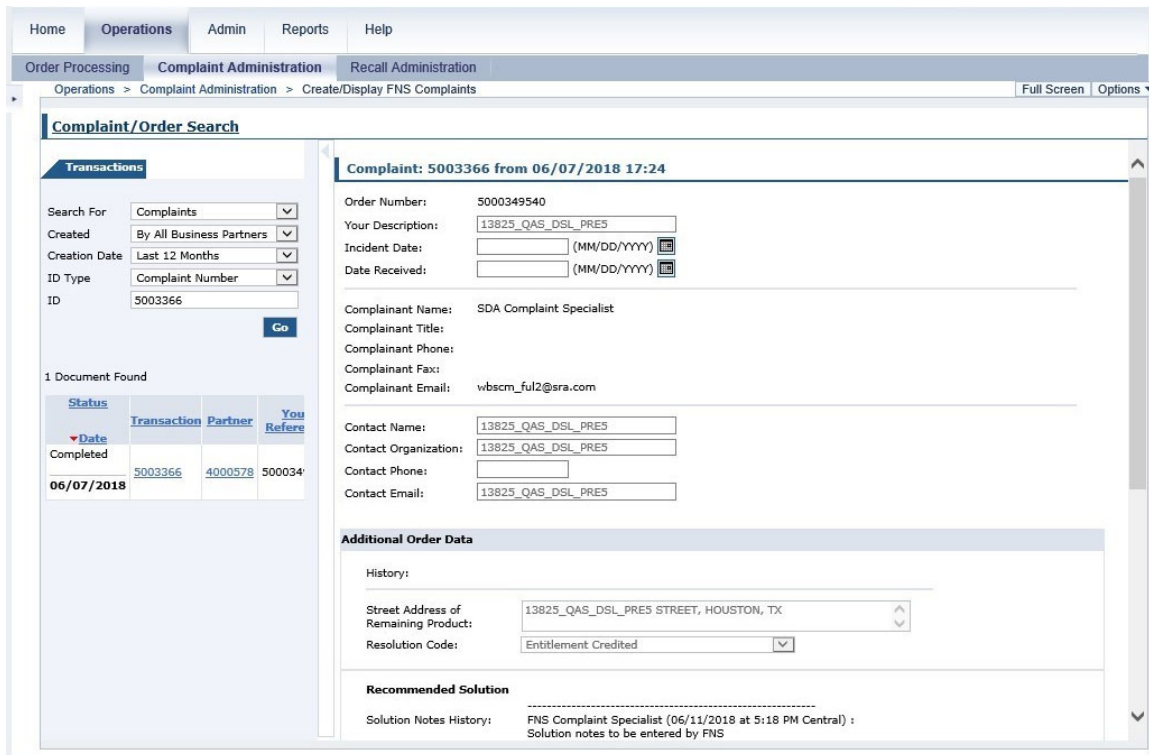 Home Operations Admin Reports Help
Order Processing Complaint Administration Recall Administration
Operations > Complaint Administration > Create/Display FNS Complaints Full Screen Options
Complaint/Order Search
Transactions
Search For Complaints
Created By All Business Partners
Creation Date Last 12 Months
ID Type Complaint Number
ID 5003366
Go
1 Document Found
Status
Date Transaction Partner You
Refere
Completed
06/07/2018 5003366 4000578 500034
Complaint: 5003366 from 06/07/2018 17:24
Order Number: 5000349540
Your Description: 13825_QAS_DSL_PRE5
Incident Date: (MM/DD/YYYY)
Date Received: (MM/DD/YYYY)
Complainant Name: SDA Complaint Specialist
Complainant Title:
Complainant Phone:
Complainant Fax:
Complainant Email: wbscm_ful2@sra.com
Contact Name: 13825_QAS_DSL_PRE5
Contact Organization: 13825_QAS_DSL_PRE5
Contact Phone:
Contact Email: 13825_QAS_DSL_PRE5
Additional Order Data
History:
Street Address of
Remaining Product: 13825_QAS_DSL_PRE5 STREET, HOUSTON, TX
Resolution Code: Entitlement Credited
Recommended Solution
------------------------------------------------------------
Solution Notes History: FNS Complaint Specialist (06/11/2018 at 5:18 PM Central) :
Solution notes to be entered by FNS